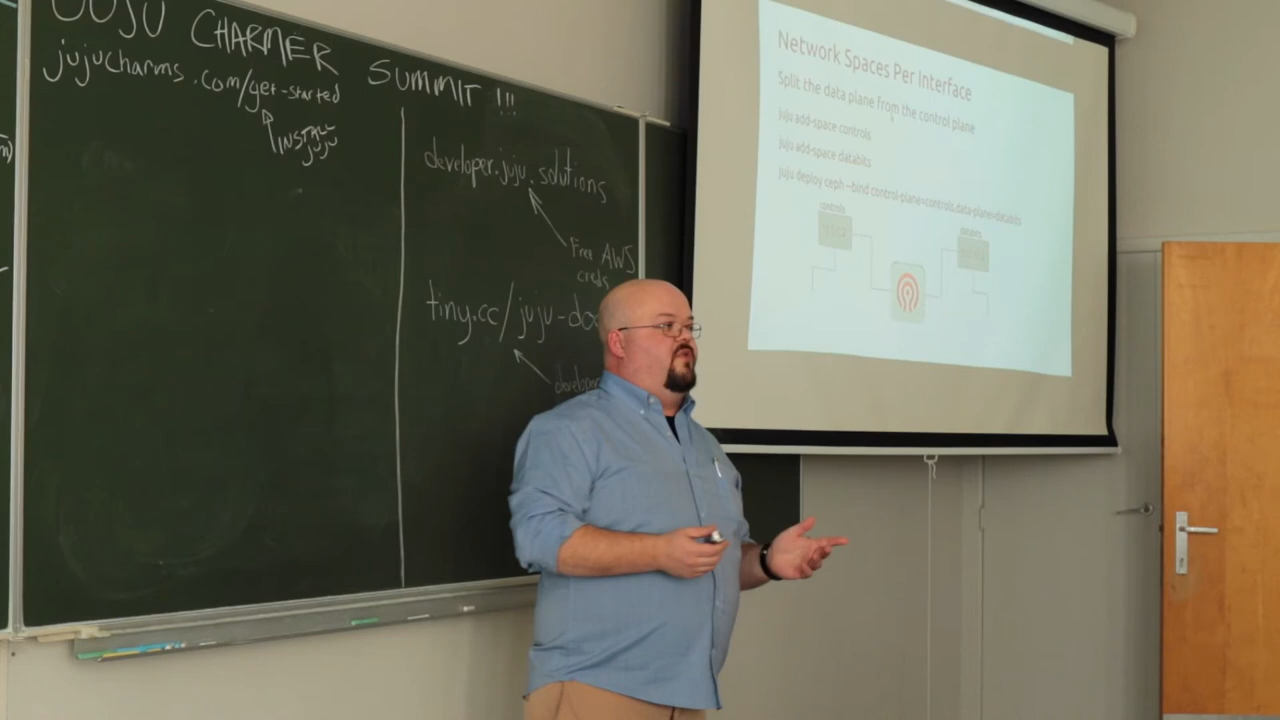 JUJU CHARMER SUMMIT !!!
jujucharms.com/get-started
INSTALL
juju
developer.juju.solutions
Free AWS
creds
tiny.cc/juju-do
Network Spaces Per Interface
Split the data plane from the control plane
juju add-space controls
juju add-space databits
juju deploy ceph --bind control-plane=controls,data-plane=databits
controls
databits